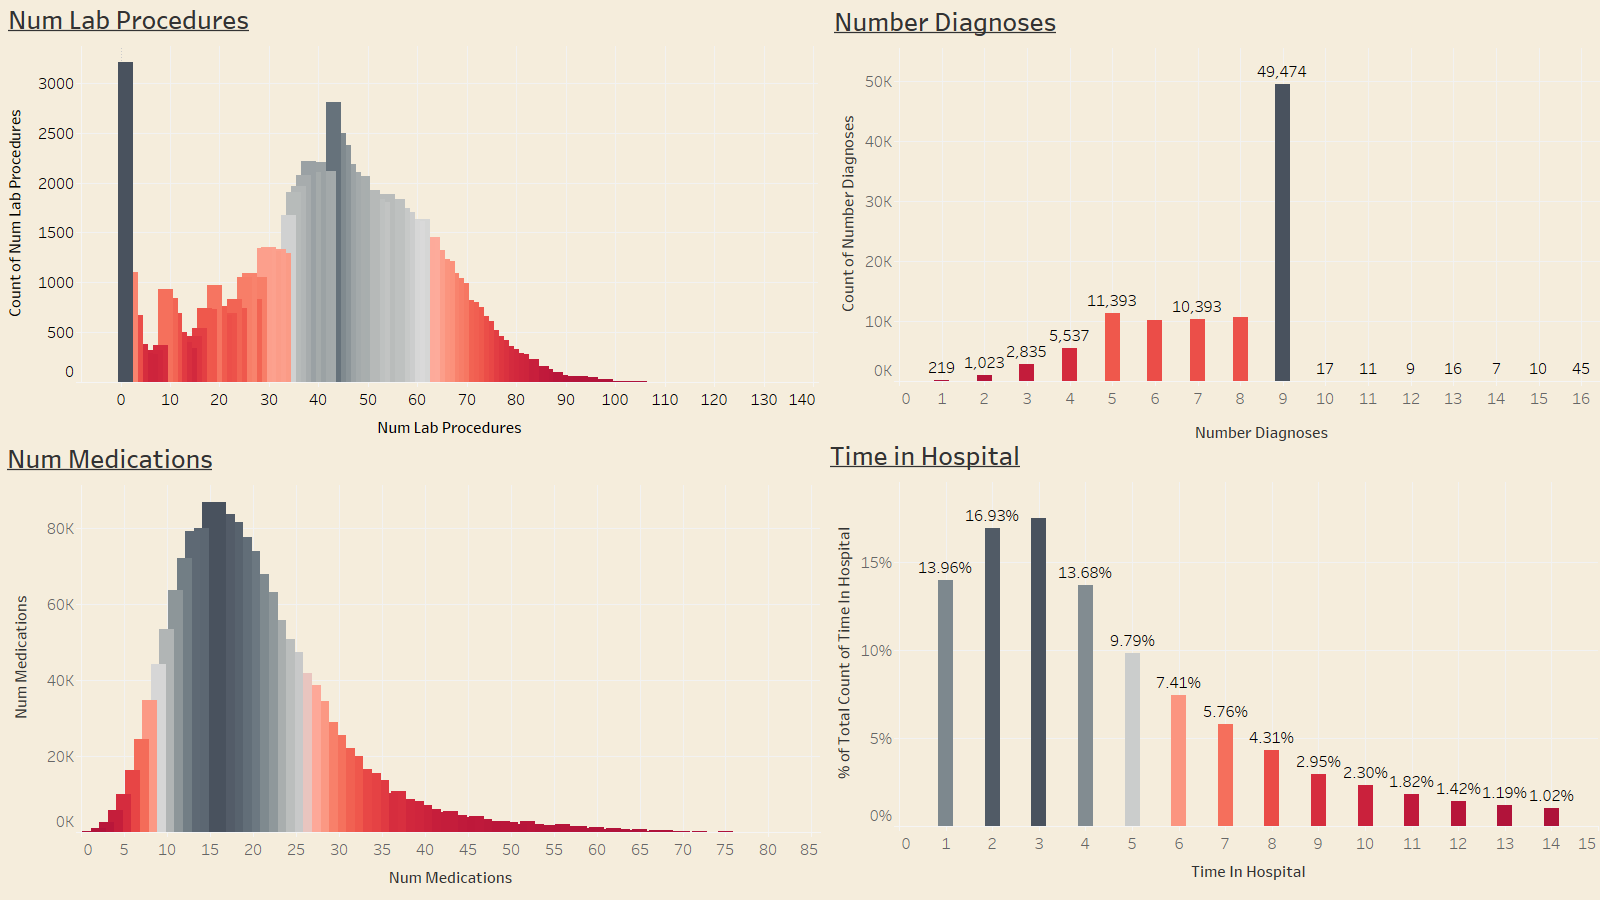 Num Lab Procedures
Count of Num Lab Procedures
3000
2500
2000
1500
1000
500
0
0 10 20 30 40 50 60 70 80 90 100 110 120 130 140
Num Lab Procedures
Number Diagnoses
Count of Number Diagnoses
50K
40K
30K
20K
10K
0K
219 1,023 2,835 5,537 11,393 10,393 49,474 17 11 9 16 7 10 45
0 1 2 3 4 5 6 7 8 9 10 11 12 13 14 15 16
Number Diagnoses
Num Medications
Num Medications
80K
60K
40K
20K
0K
0 5 10 15 20 25 30 35 40 45 50 55 60 65 70 75 80 85
Num Medications
Time in Hospital
% of Total Count of Time In Hospital
15%
10%
5%
0%
13.96% 16.93% 13.68% 9.79% 7.41% 5.76% 4.31% 2.95% 2.30% 1.82% 1.42% 1.19% 1.02%
0 1 2 3 4 5 6 7 8 9 10 11 12 13 14 15
Time In Hospital